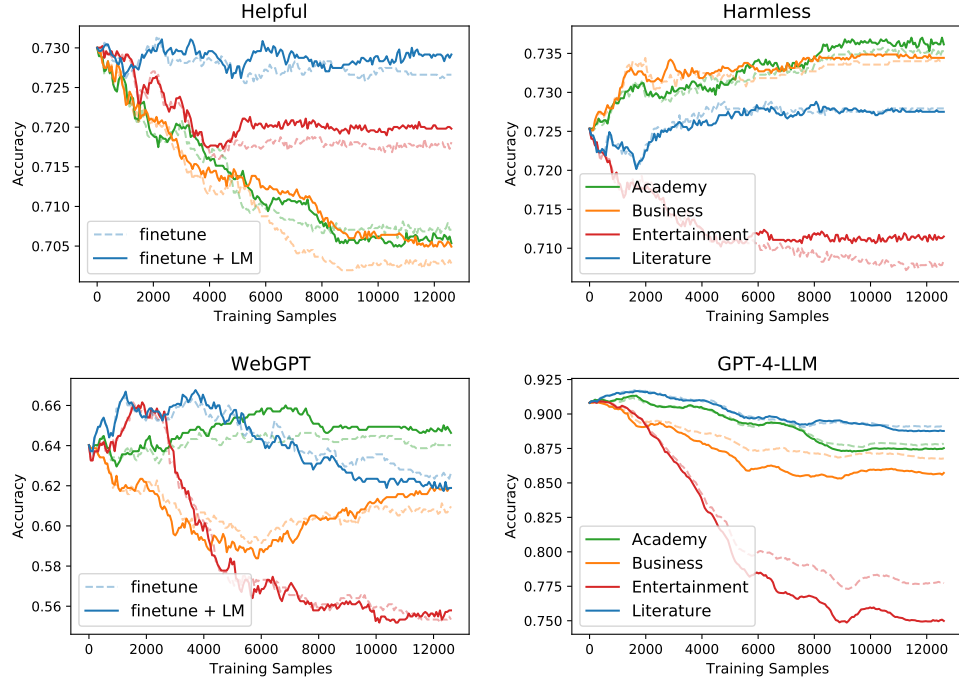 Helpful
0.730
0.725
0.720
0.715
0.710
0.705
Accuracy
finetune
finetune + LM
0 2000 4000 6000 8000 10000 12000
Training Samples
Harmless
0.735
0.730
0.725
0.720
0.715
0.710
Accuracy
Academy
Business
Entertainment
Literature
0 2000 4000 6000 8000 10000 12000
Training Samples
WebGPT
0.66
0.64
0.62
0.60
0.58
0.56
Accuracy
finetune
finetune + LM
0 2000 4000 6000 8000 10000 12000
Training Samples
GPT-4-LLM
0.925
0.900
0.875
0.850
0.825
0.800
0.775
0.750
Accuracy
Academy
Business
Entertainment
Literature
0 2000 4000 6000 8000 10000 12000
Training Samples